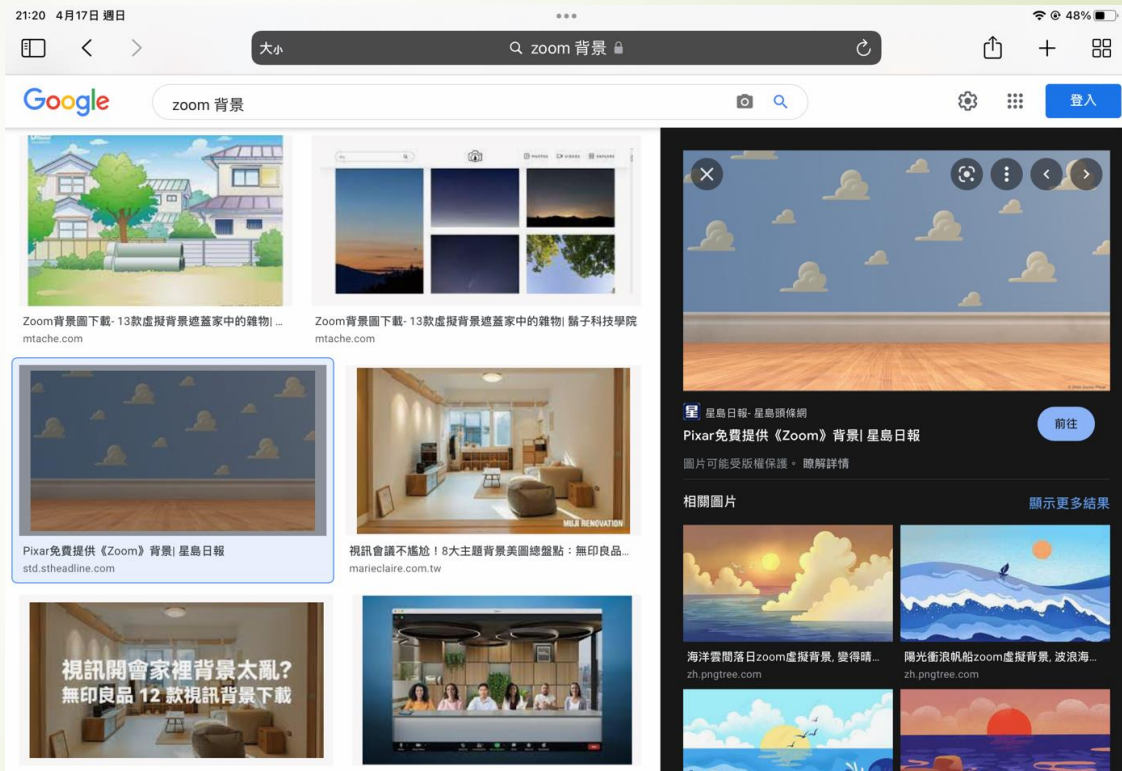 21:20 4月17日 週日
48%
大小
zoom 背景
Google
zoom 背景
登入
Zoom背景圖下載- 13款虛擬背景遮蓋家中的雜物| ...
mtache.com
Zoom背景圖下載- 13款虛擬背景遮蓋家中的雜物| 鬍子科技學院
mtache.com
Pixar免費提供《Zoom》背景| 星島日報
std.stheadline.com
MUJI RENOVATION
視訊會議不尷尬！8大主題背景美圖總盤點：無印良品...
marieclaire.com.tw
視訊開會家裡背景太亂?
無印良品 12 款視訊背景下載
星
星島日報- 星島頭條網
Pixar免費提供《Zoom》背景| 星島日報
前往
圖片可能受版權保護。 瞭解詳情
相關圖片
顯示更多結果
海洋雲間落日zoom虛擬背景, 變得晴...
zh.pngtree.com
陽光衝浪帆船zoom虛擬背景, 波浪海...
zh.pngtree.com